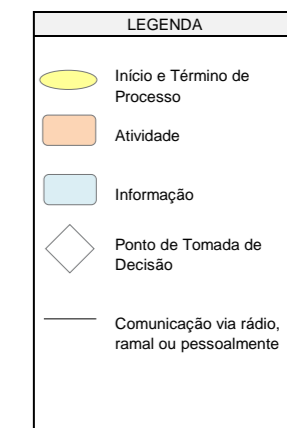 LEGENDA
Início e Término de
Processo
Atividade
Informação
Ponto de Tomada de
Decisão
Comunicação via rádio,
ramal ou pessoalmente